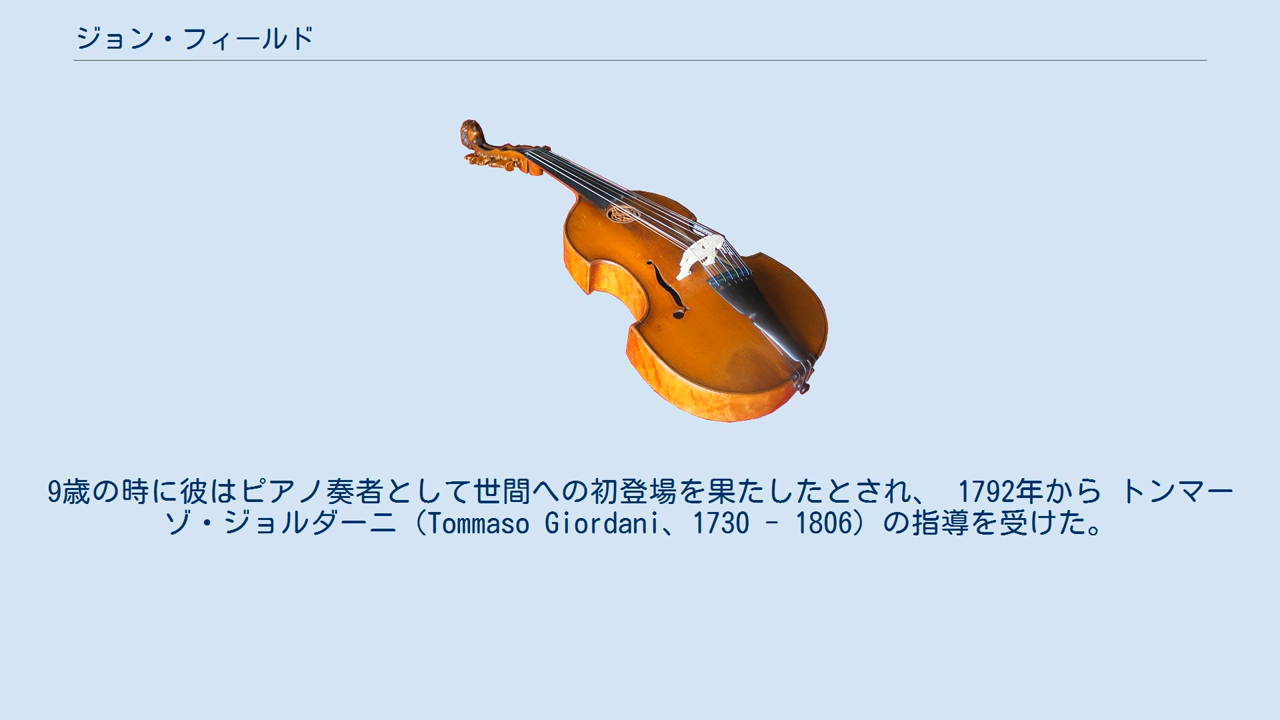 ジョン・フィールド
9歳の時に彼はピアノ奏者として世間への初登場を果たしたとされ、 1792年から トンマー
ゾ・ジョルダーニ（Tommaso Giordani、1730 - 1806）の指導を受けた。